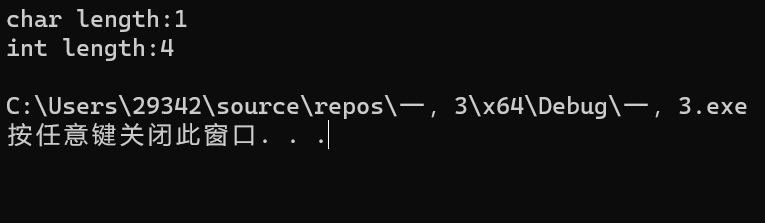 char length:1
int length:4
C:\Users\29342\source\repos\一, 3\x64\Debug\一, 3.exe
按任意键关闭此窗口. . .